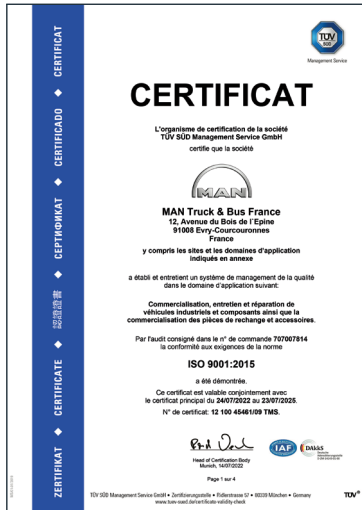 TÜV
SÜD
Management Service
CERTIFICAT
L'organisme de certification de la société
TÜV SÜD Management Service GmbH
certifie que la société
MAN
MAN Truck & Bus France
12, Avenue du Bois de l'Epine
91008 Evry-Courcouronnes
France
y compris les sites et les domaines d'application
indiqués en annexe
a établi et entretient un système de management de la qualité
dans le domaine d'application suivant:
Commercialisation, entretien et réparation de
véhicules industriels et composants ainsi que la
commercialisation des pièces de rechange et accessoires.
Par l'audit consigné dans le n° de commande 707007814
la conformité aux exigences de la norme
ISO 9001:2015
a été démontrée.
Ce certificat est valable conjointement avec
le certificat principal du 24/07/2022 au 23/07/2025.
N° de certificat: 12 100 45461/09 TMS.
Head of Certification Body
Munich, 14/07/2022
IAF
DAkkS
Page 1 sur 4
TÜV SÜD Management Service GmbH • Zertifizierungsstelle • Ridlerstrasse 57 • 80339 München • Germany
www.tuev-sued.de/certificate-validity-check
TÜV®
ZERTIFIKAT ◆ CERTIFICATE ◆ 認證證書 ◆ СЕРТИФИКАТ ◆ CERTIFICADO ◆ CERTIFICAT